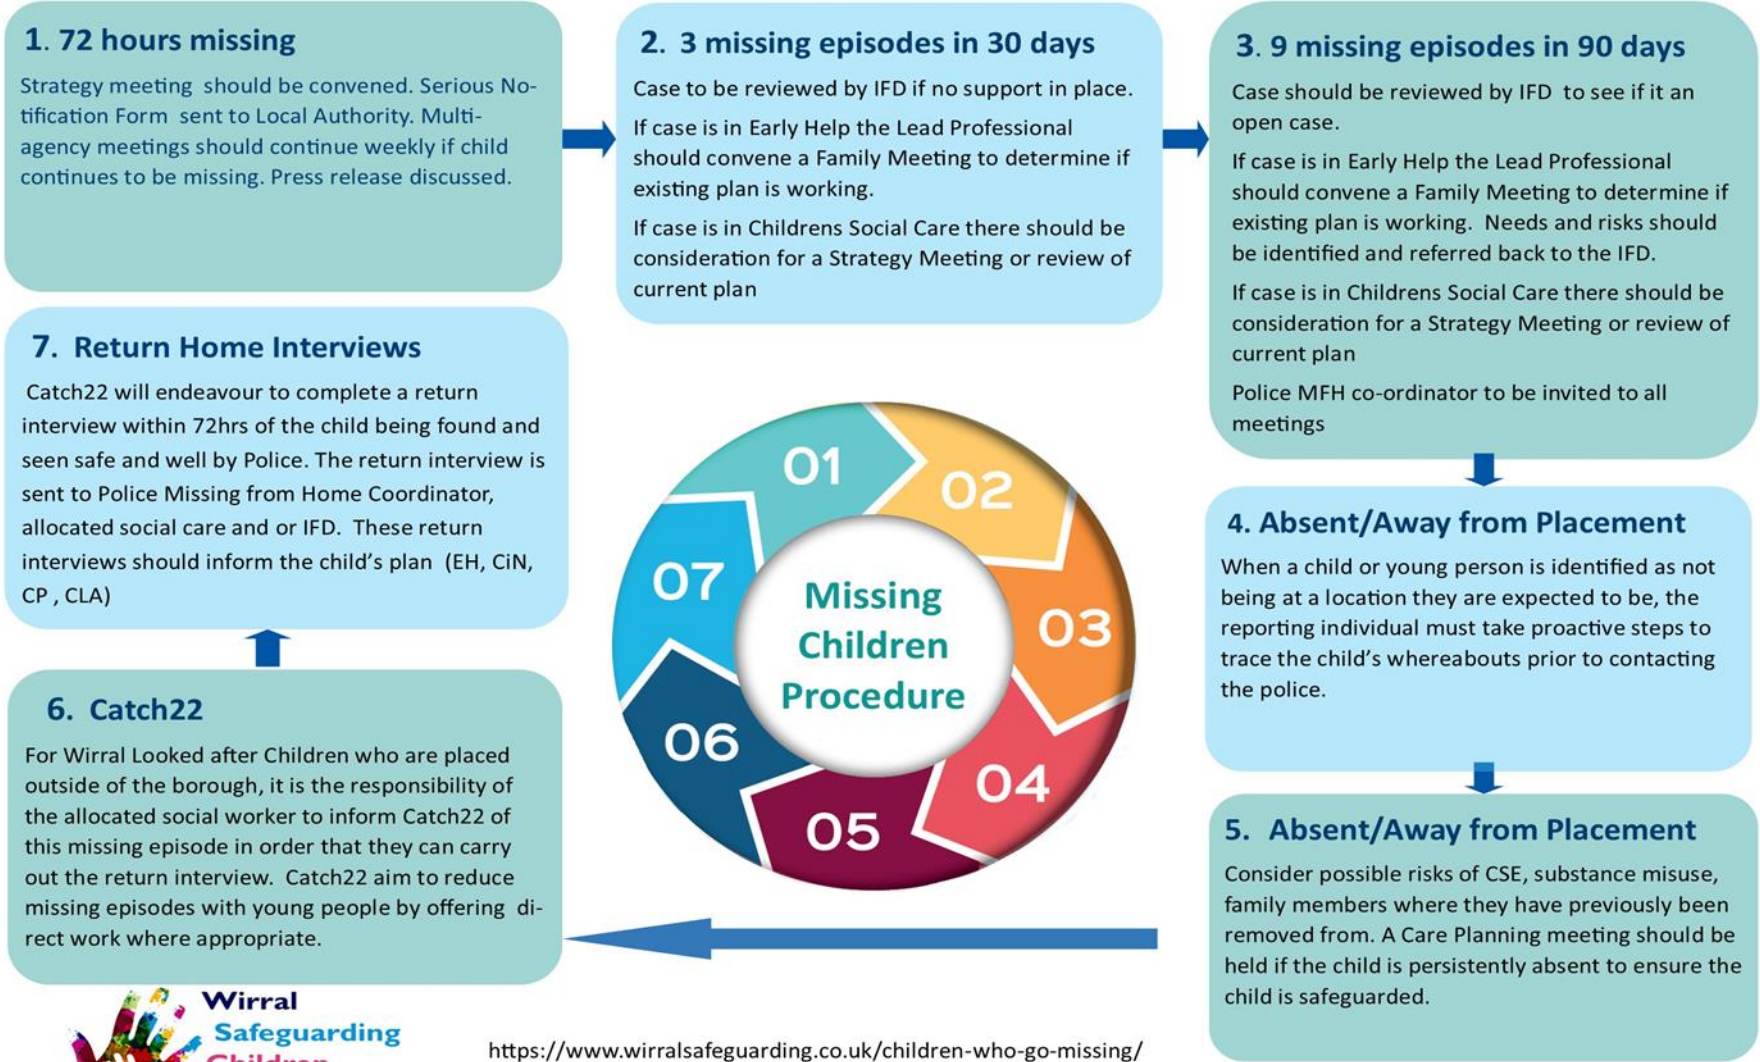 1. 72 hours missing
Strategy meeting should be convened. Serious No-
tification Form sent to Local Authority. Multi-
agency meetings should continue weekly if child
continues to be missing. Press release discussed.
2. 3 missing episodes in 30 days
Case to be reviewed by IFD if no support in place.
If case is in Early Help the Lead Professional
should convene a Family Meeting to determine if
existing plan is working.
If case is in Childrens Social Care there should be
consideration for a Strategy Meeting or review of
current plan
3. 9 missing episodes in 90 days
Case should be reviewed by IFD to see if it an
open case.
If case is in Early Help the Lead Professional
should convene a Family Meeting to determine if
existing plan is working. Needs and risks should
be identified and referred back to the IFD.
If case is in Childrens Social Care there should be
consideration for a Strategy Meeting or review of
current plan
Police MFH co-ordinator to be invited to all
meetings
4. Absent/Away from Placement
When a child or young person is identified as not
being at a location they are expected to be, the
reporting individual must take proactive steps to
trace the child's whereabouts prior to contacting
the police.
5. Absent/Away from Placement
Consider possible risks of CSE, substance misuse,
family members where they have previously been
removed from. A Care Planning meeting should be
held if the child is persistently absent to ensure the
child is safeguarded.
6. Catch22
For Wirral Looked after Children who are placed
outside of the borough, it is the responsibility of
the allocated social worker to inform Catch22 of
this missing episode in order that they can carry
out the return interview. Catch22 aim to reduce
missing episodes with young people by offering di-
rect work where appropriate.
7. Return Home Interviews
Catch22 will endeavour to complete a return
interview within 72hrs of the child being found and
seen safe and well by Police. The return interview is
sent to Police Missing from Home Coordinator,
allocated social care and or IFD. These return
interviews should inform the child's plan (EH, CiN,
CP , CLA)
01
02
03
04
05
06
07
Missing
Children
Procedure
Wirral
Safeguarding
Children
https://www.wirralsafeguarding.co.uk/children-who-go-missing/